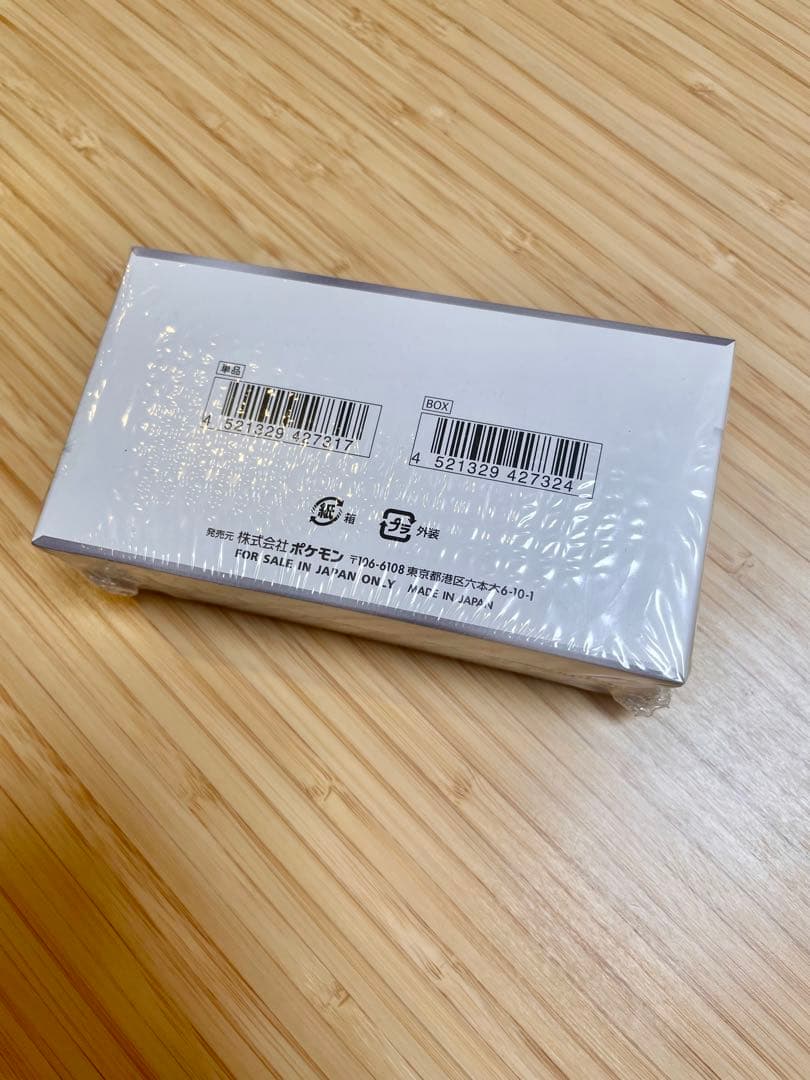 単品
4 521329 427317
BOX
4 521329 427324
紙 箱
プラ 外装
発売元 株式会社 ポケモン 〒106-6108 東京都港区六本木6-10-1
FOR SALE IN JAPAN ONLY MADE IN JAPAN